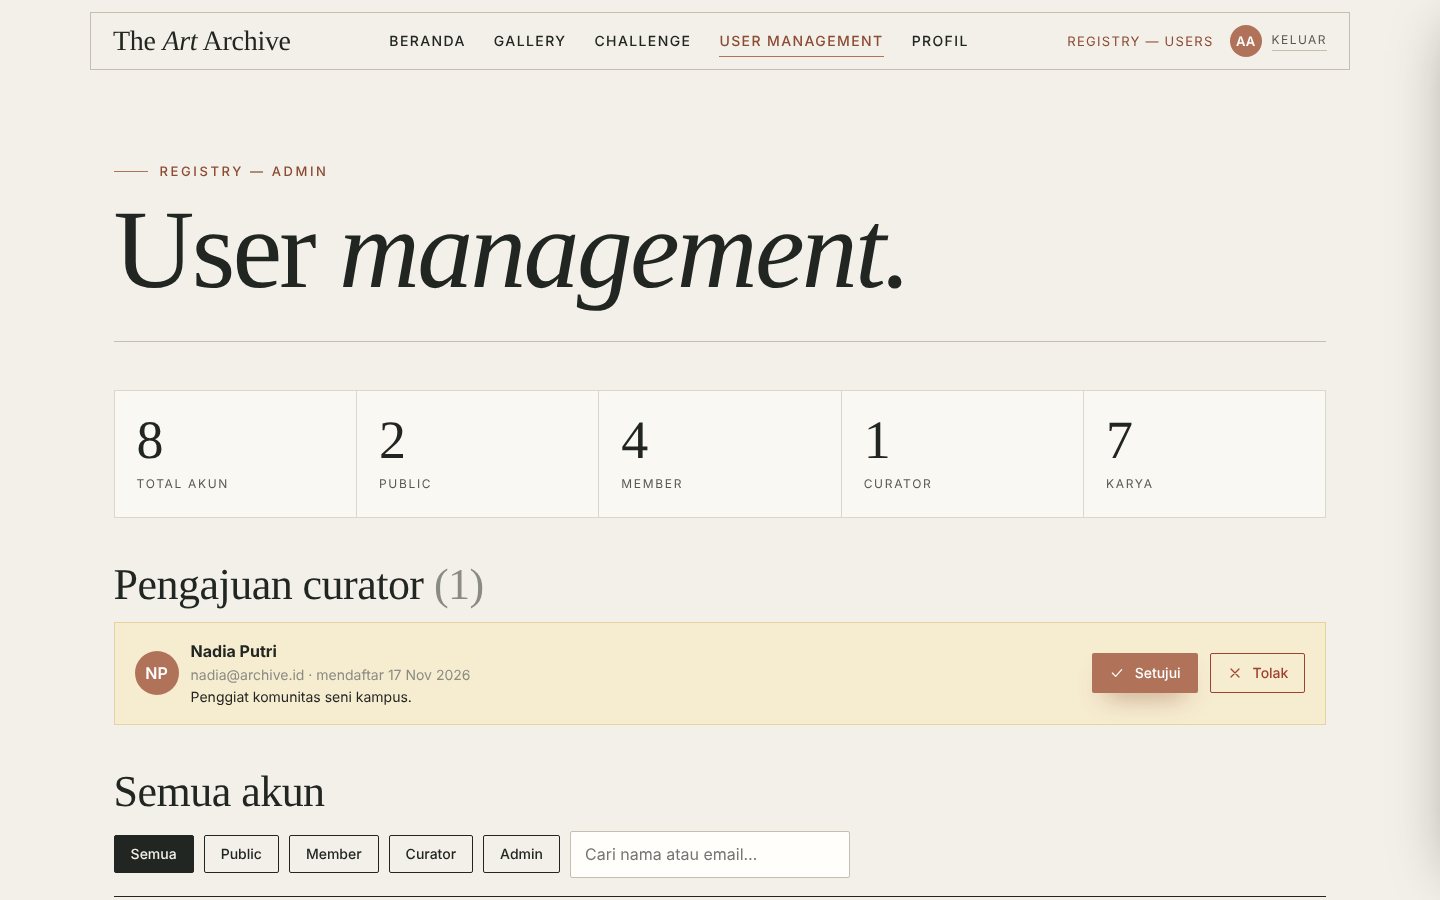 The Art Archive
BERANDA GALLERY CHALLENGE USER MANAGEMENT PROFIL
REGISTRY — USERS AA KELUAR
REGISTRY — ADMIN
User management.
8
TOTAL AKUN
2
PUBLIC
4
MEMBER
1
CURATOR
7
KARYA
Pengajuan curator (1)
NP
Nadia Putri
nadia@archive.id · mendaftar 17 Nov 2026
Penggiat komunitas seni kampus.
Setujui
Tolak
Semua akun
Semua Public Member Curator Admin Cari nama atau email...